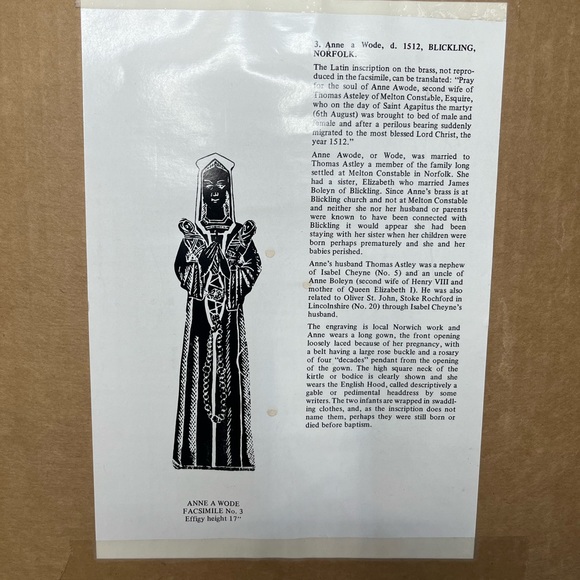 3. Anne a Wode, d. 1512, BLICKLING,
NORFOLK.
The Latin inscription on the brass, not repro-
duced in the facsimile, can be translated: "Pray
for the soul of Anne Awode, second wife of
Thomas Asteley of Melton Constable, Esquire,
who on the day of Saint Agapitus the martyr
(6th August) was brought to bed of male and
female and after a perilous bearing suddenly
migrated to the most blessed Lord Christ, the
year 1512."
Anne Awode, or Wode, was married to
Thomas Astley a member of the family long
settled at Melton Constable in Norfolk. She
had a sister, Elizabeth who married James
Boleyn of Blickling. Since Anne's brass is at
Blickling church and not at Melton Constable
and neither she nor her husband or parents
were known to have been connected with
Blickling it would appear she had been
staying with her sister when her children were
born perhaps prematurely and she and her
babies perished.
Anne's husband Thomas Astley was a nephew
of Isabel Cheyne (No. 5) and an uncle of
Anne Boleyn (second wife of Henry VIII and
mother of Queen Elizabeth I). He was also
related to Oliver St. John, Stoke Rochford in
Lincolnshire (No. 20) through Isabel Cheyne's
husband.
The engraving is local Norwich work and
Anne wears a long gown, the front opening
loosely laced because of her pregnancy, with
a belt having a large rose buckle and a rosary
of four "decades" pendant from the opening
of the gown. The high square neck of the
kirtle or bodice is clearly shown and she
wears the English Hood, called descriptively a
gable or pedimental headdress by some
writers. The two infants are wrapped in swaddl-
ing clothes, and, as the inscription does not
name them, perhaps they were still born or
died before baptism.
ANNE A WODE
FACSIMILE No. 3
Effigy height 17"